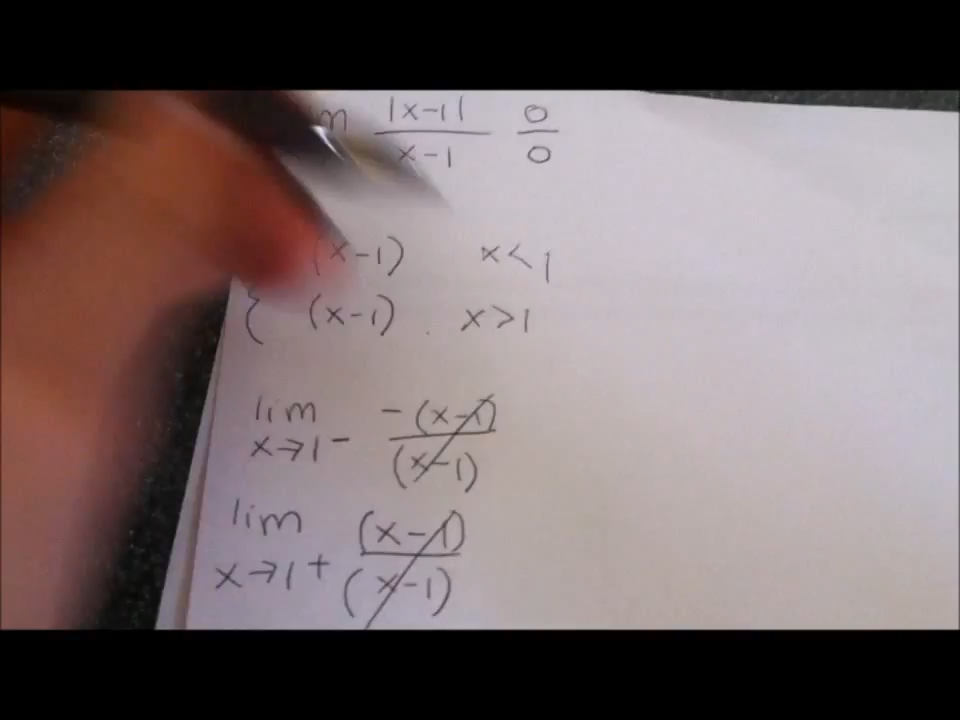 |x-1| 0
x-1 0
(x-1) x<1
{ (x-1) x>1
lim -(x-1)
x→1- (x-1)
lim (x-1)
x→1+ (x-1)